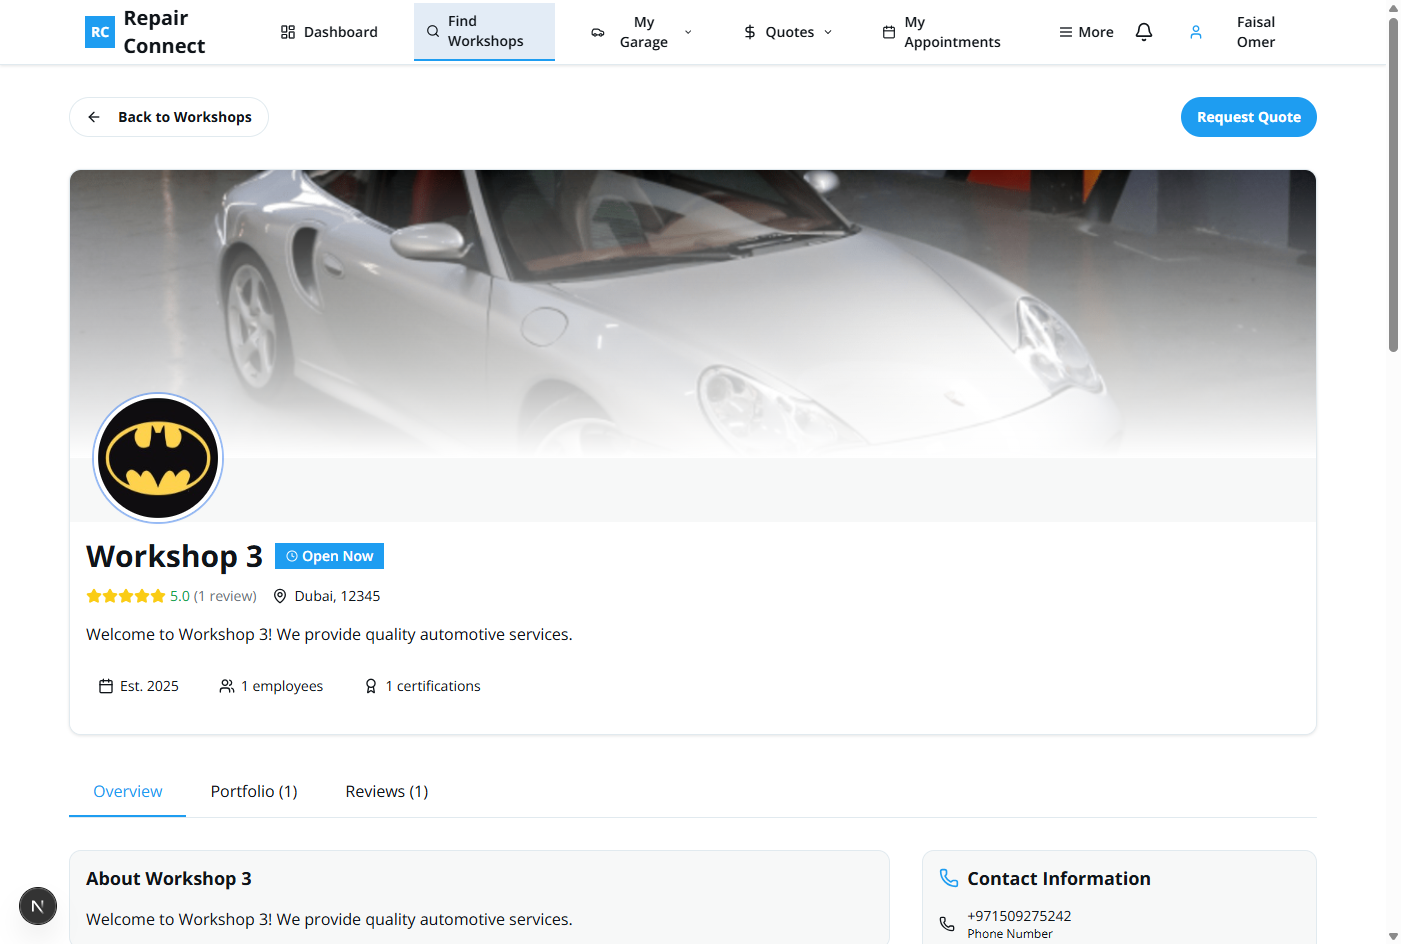 RC
Repair
Connect
Dashboard
Find
Workshops
My
Garage
Quotes
My
Appointments
More
Faisal
Omer
Back to Workshops
Request Quote
Workshop 3
Open Now
5.0 (1 review)
Dubai, 12345
Welcome to Workshop 3! We provide quality automotive services.
Est. 2025
1 employees
1 certifications
Overview
Portfolio (1)
Reviews (1)
About Workshop 3
Welcome to Workshop 3! We provide quality automotive services.
Contact Information
+971509275242
Phone Number
N